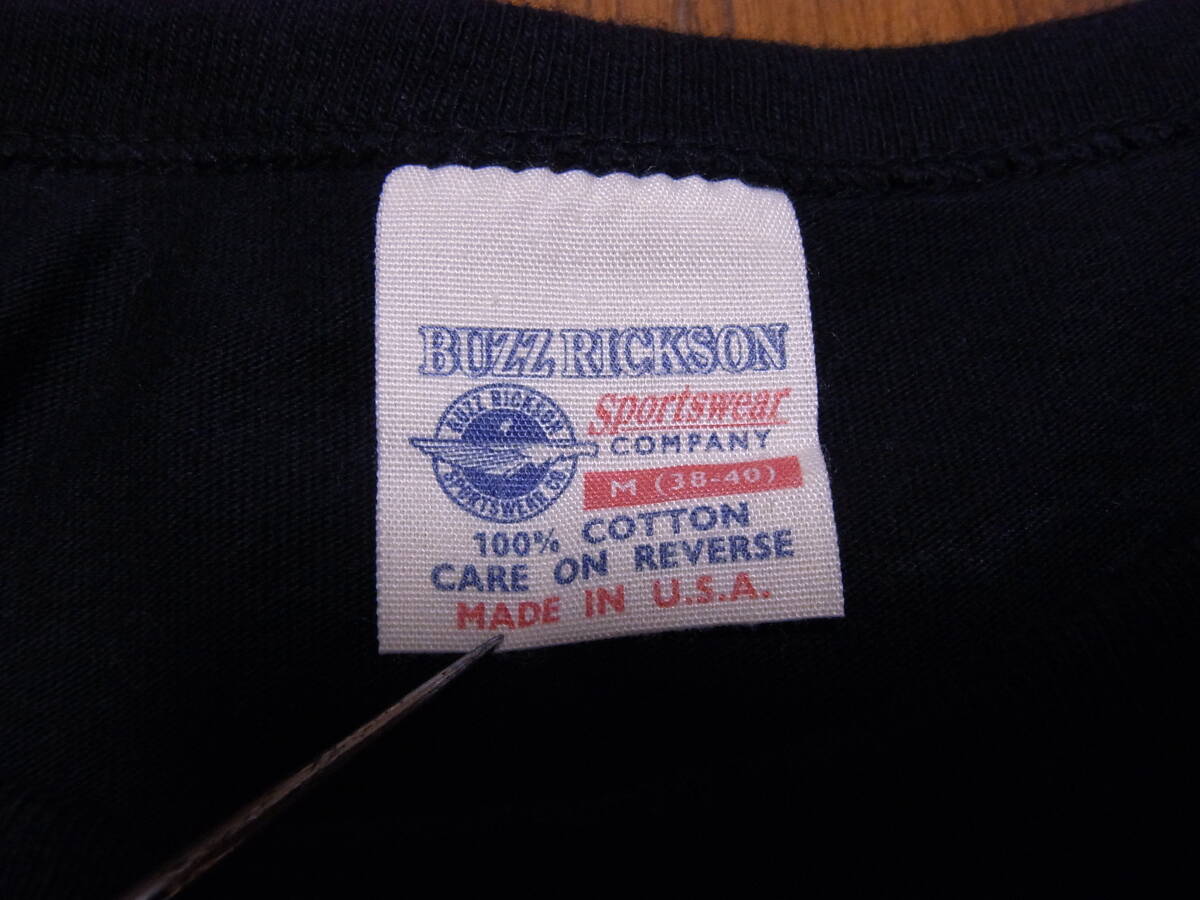 BUZZ RICKSON
BUZZ RICKSON
SPORTSWEAR CO
Sportswear
COMPANY
M (38-40)
100% COTTON
CARE ON REVERSE
MADE IN U.S.A.